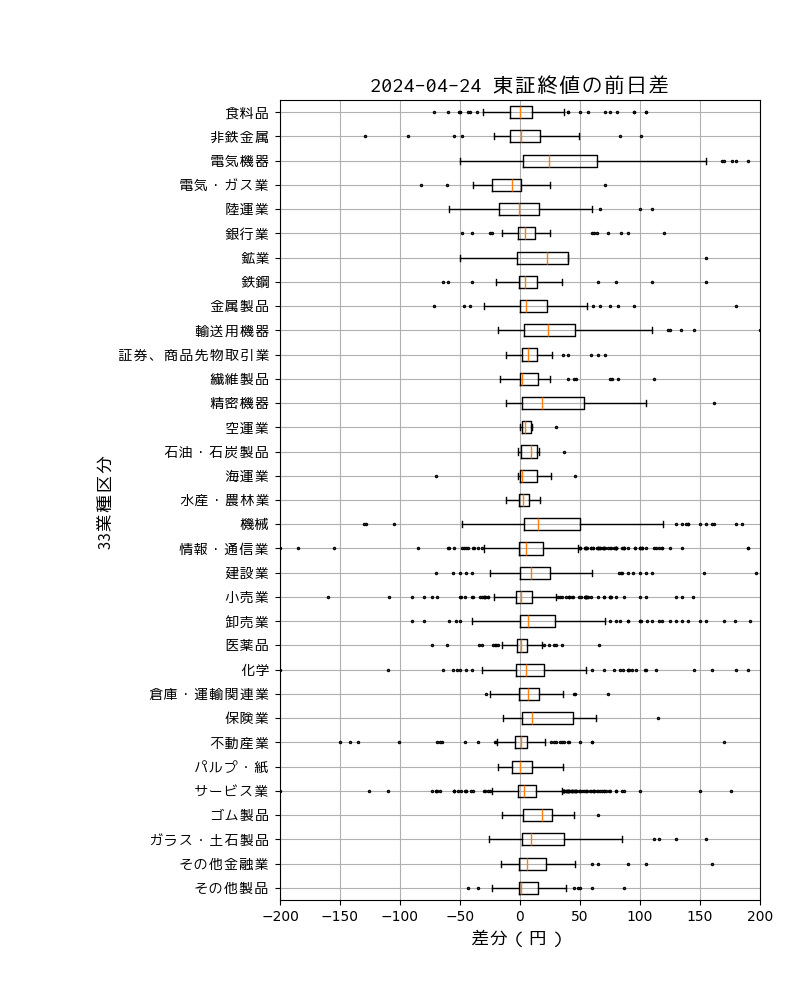 2024-04-24 東証終値の前日差
食料品
非鉄金属
電気機器
電気・ガス業
陸運業
銀行業
鉱業
鉄鋼
金属製品
輸送用機器
証券、商品先物取引業
繊維製品
精密機器
空運業
石油・石炭製品
海運業
水産・農林業
機械
情報・通信業
建設業
小売業
卸売業
医薬品
化学
倉庫・運輸関連業
保険業
不動産業
パルプ・紙
サービス業
ゴム製品
ガラス・土石製品
その他金融業
その他製品
33業種区分
−200 −150 −100 −50 0 50 100 150 200
差分（円）